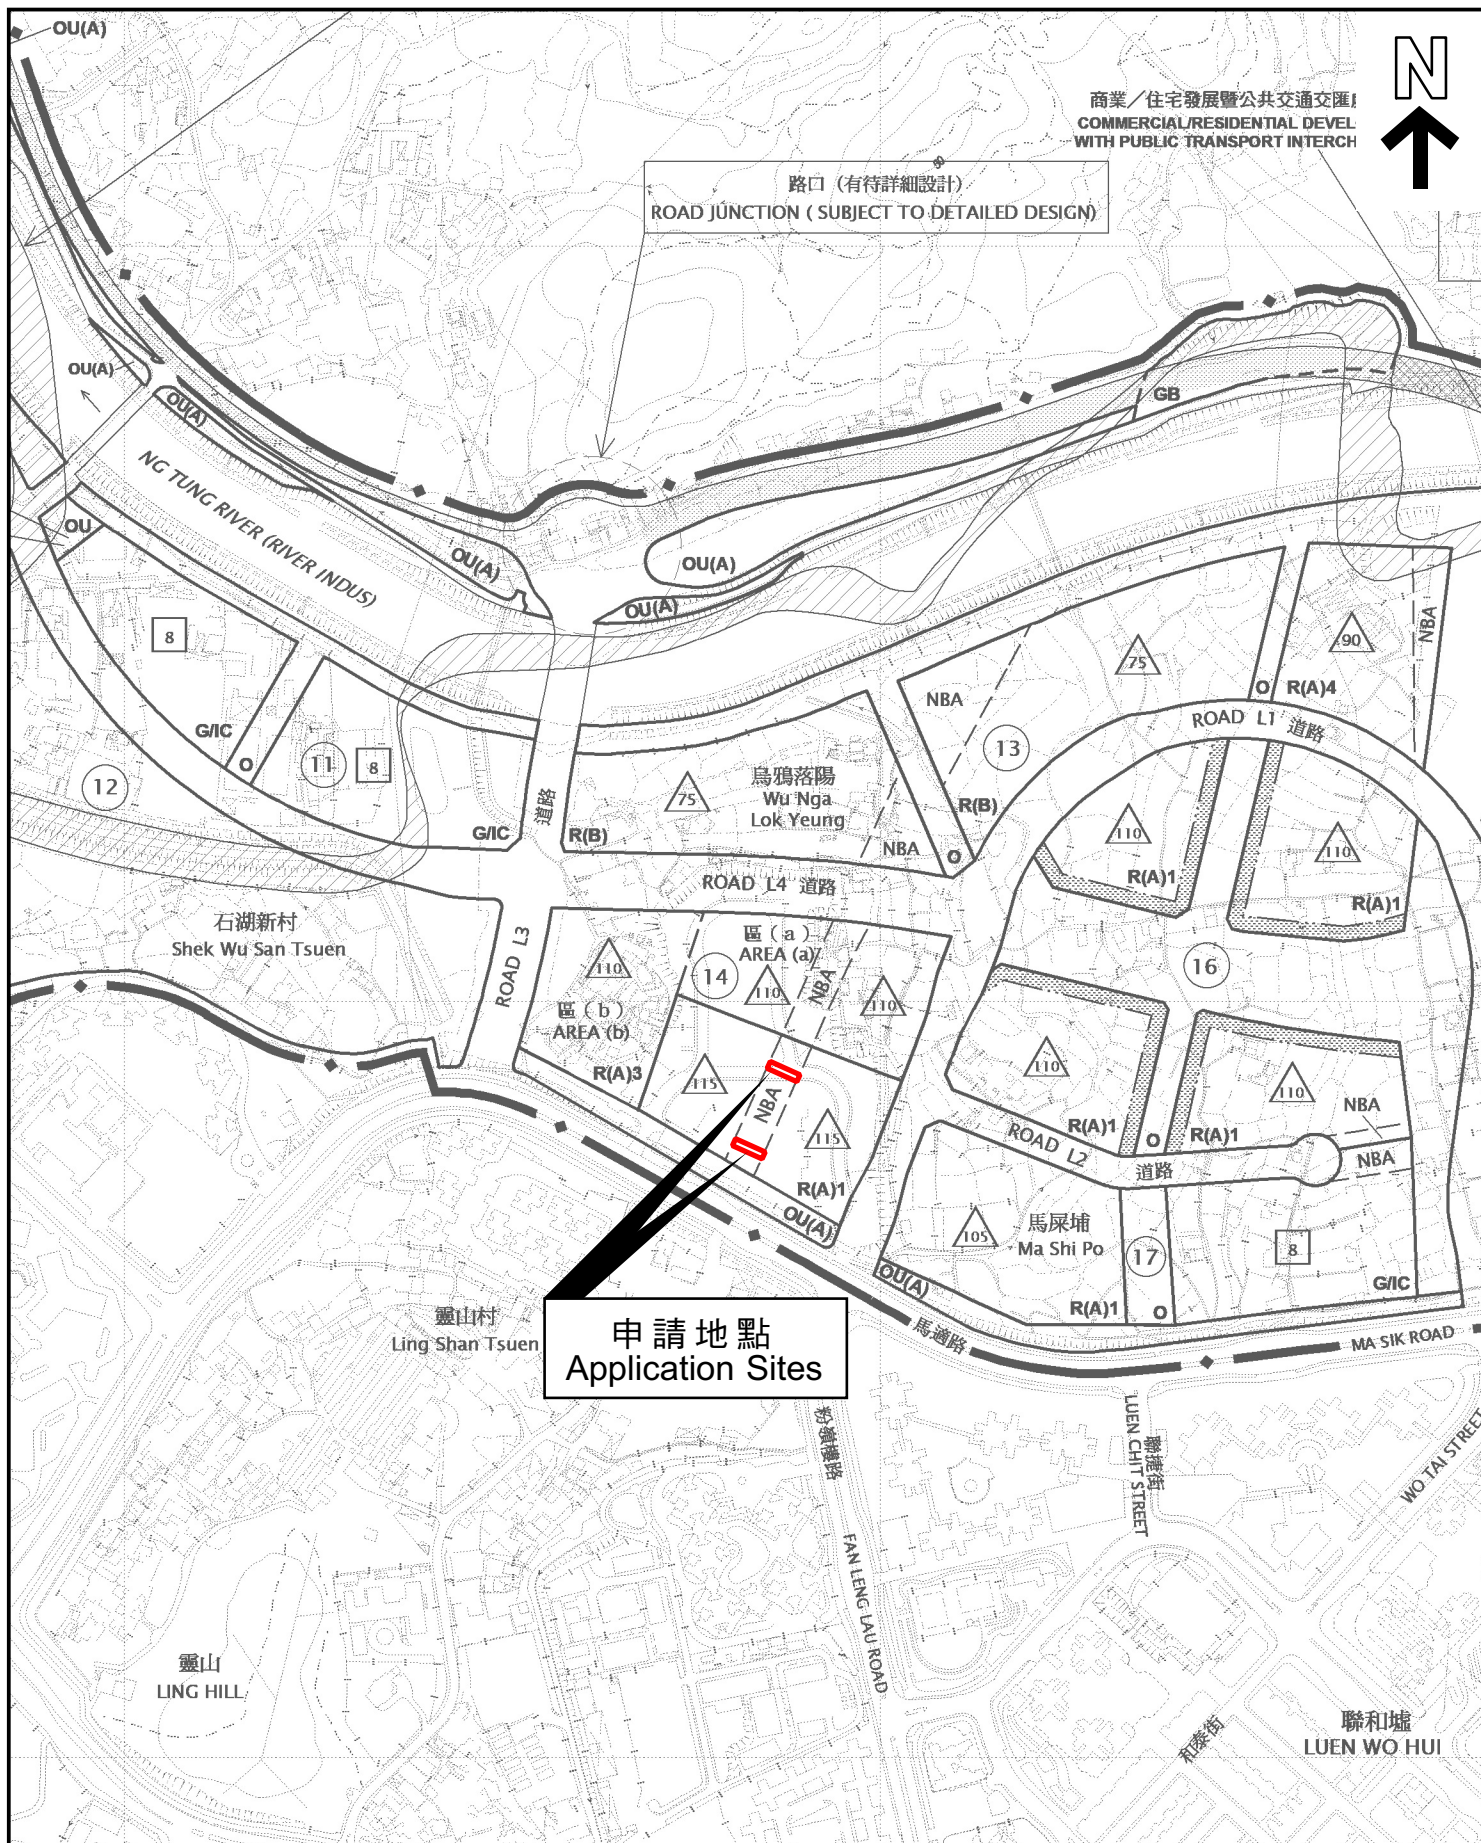 OU(A)
N
商業／住宅發展暨公共交通交匯
COMMERCIAL/RESIDENTIAL DEVEL
WITH PUBLIC TRANSPORT INTERCH
80
路口（有待詳細設計）
ROAD JUNCTION ( SUBJECT TO DETAILED DESIGN)
OU(A)
OU(A)
GB
NG TUNG RIVER (RIVER INDUS)
OU
OU(A)
OU(A)
OU(A)
8
75
90
NBA
O
R(A)4
NBA
ROAD L1 道路
G/IC
O
11
8
13
12
烏鴉落陽
Wu Nga
Lok Yeung
75
道路
R(B)
G/IC
R(B)
NBA
O
110
R(A)1
110
R(A)1
ROAD L4 道路
石湖新村
Shek Wu San Tsuen
ROAD L3
區（a）
AREA (a)
14
110
NBA
110
110
區（b）
AREA (b)
R(A)3
16
115
NBA
115
R(A)1
OU(A)
110
R(A)1
O
R(A)1
110
NBA
NBA
ROAD L2 道路
105
馬屎埔
Ma Shi Po
17
8
OU(A)
R(A)1
O
G/IC
馬適路
MA SIK ROAD
靈山村
Ling Shan Tsuen
申請地點
Application Sites
粉嶺樓路
FAN LENG LAU ROAD
LUEN CHIT STREET
聯捷街
WO TAI STREET
靈山
LING HILL
和泰街
聯和墟
LUEN WO HUI